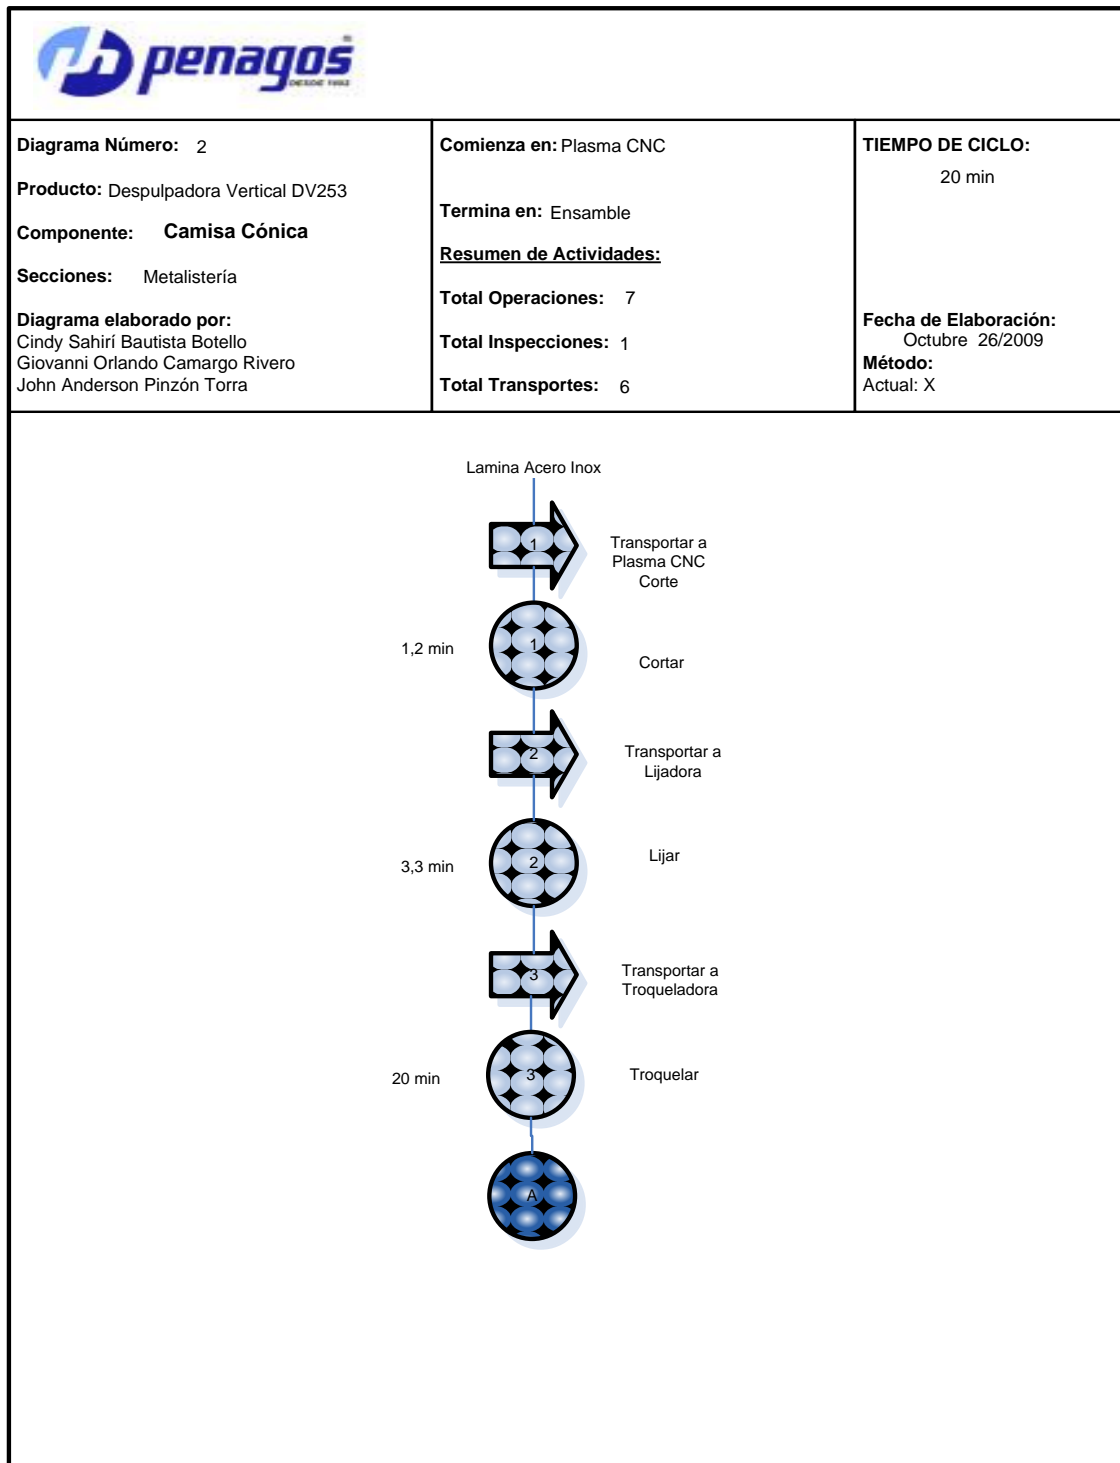 penagos
DESDE 1892
Diagrama Número: 2
Producto: Despulpadora Vertical DV253
Componente: Camisa Cónica
Secciones: Metalistería
Diagrama elaborado por:
Cindy Sahirí Bautista Botello
Giovanni Orlando Camargo Rivero
John Anderson Pinzón Torra
Comienza en: Plasma CNC
Termina en: Ensamble
Resumen de Actividades:
Total Operaciones: 7
Total Inspecciones: 1
Total Transportes: 6
TIEMPO DE CICLO:
20 min
Fecha de Elaboración:
Octubre 26/2009
Método:
Actual: X
Lamina Acero Inox
1
Transportar a
Plasma CNC
Corte
1,2 min
1
Cortar
2
Transportar a
Lijadora
3,3 min
2
Lijar
3
Transportar a
Troqueladora
20 min
3
Troquelar
A